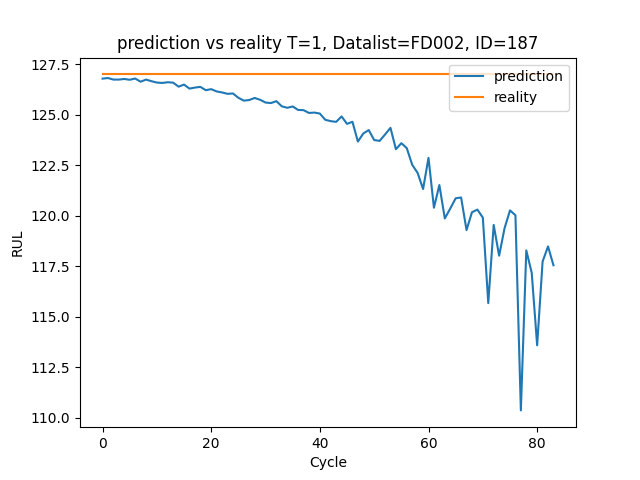 prediction vs reality T=1, Datalist=FD002, ID=187
127.5
125.0
122.5
120.0
117.5
115.0
112.5
110.0
RUL
prediction
reality
0
20
40
60
80
Cycle